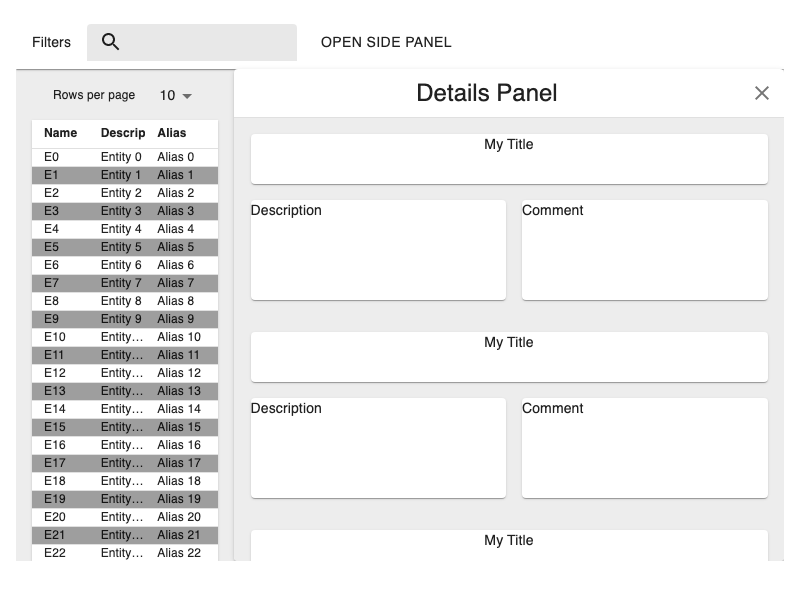 Filters
OPEN SIDE PANEL
Rows per page 10
Name Descrip Alias
E0 Entity 0 Alias 0
E1 Entity 1 Alias 1
E2 Entity 2 Alias 2
E3 Entity 3 Alias 3
E4 Entity 4 Alias 4
E5 Entity 5 Alias 5
E6 Entity 6 Alias 6
E7 Entity 7 Alias 7
E8 Entity 8 Alias 8
E9 Entity 9 Alias 9
E10 Entity... Alias 10
E11 Entity... Alias 11
E12 Entity... Alias 12
E13 Entity... Alias 13
E14 Entity... Alias 14
E15 Entity... Alias 15
E16 Entity... Alias 16
E17 Entity... Alias 17
E18 Entity... Alias 18
E19 Entity... Alias 19
E20 Entity... Alias 20
E21 Entity... Alias 21
E22 Entity... Alias 22
Details Panel
My Title
Description
Comment
My Title
Description
Comment
My Title